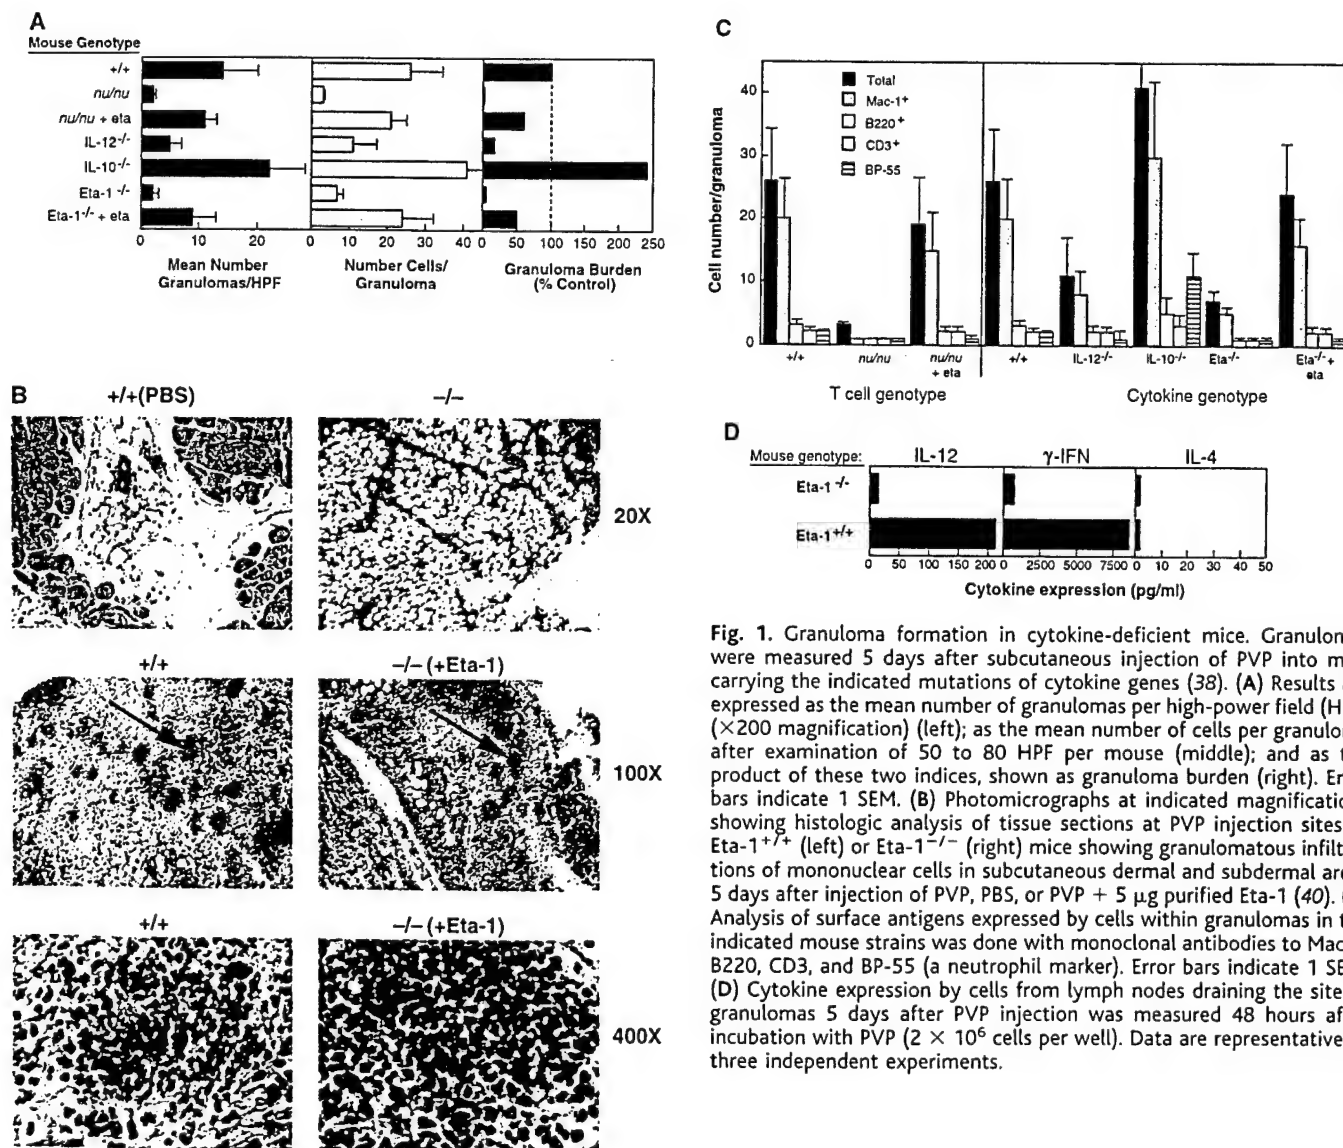 A
Mouse Genotype
+/+
nu/nu
nu/nu + eta
IL-12-/-
IL-10-/-
Eta-1 -/-
Eta-1-/- + eta
0 10 20
0 10 20 30 40
0 50 100 150 200 250
Mean Number
Granulomas/HPF
Number Cells/
Granuloma
Granuloma Burden
(% Control)
B
+/+(PBS)
–/–
20X
+/+
–/– (+Eta-1)
100X
+/+
–/– (+Eta-1)
400X
C
Cell number/granuloma
40
30
20
10
0
Total
Mac-1+
B220+
CD3+
BP-55
+/+
nu/nu
nu/nu
+ eta
+/+
IL-12-/-
IL-10-/-
Eta-/-
Eta-/- +
eta
T cell genotype
Cytokine genotype
D
Mouse genotype:
IL-12
γ-IFN
IL-4
Eta-1 -/-
Eta-1+/+
0 50 100 150 200
0 2500 5000 7500
0 10 20 30 40 50
Cytokine expression (pg/ml)
Fig. 1. Granuloma formation in cytokine-deficient mice. Granulom
were measured 5 days after subcutaneous injection of PVP into m
carrying the indicated mutations of cytokine genes (38). (A) Results
expressed as the mean number of granulomas per high-power field (H
(×200 magnification) (left); as the mean number of cells per granulom
after examination of 50 to 80 HPF per mouse (middle); and as t
product of these two indices, shown as granuloma burden (right). Err
bars indicate 1 SEM. (B) Photomicrographs at indicated magnificatio
showing histologic analysis of tissue sections at PVP injection sites
Eta-1+/+ (left) or Eta-1−/− (right) mice showing granulomatous infilt
tions of mononuclear cells in subcutaneous dermal and subdermal are
5 days after injection of PVP, PBS, or PVP + 5 μg purified Eta-1 (40).
Analysis of surface antigens expressed by cells within granulomas in t
indicated mouse strains was done with monoclonal antibodies to Mac
B220, CD3, and BP-55 (a neutrophil marker). Error bars indicate 1 SE
(D) Cytokine expression by cells from lymph nodes draining the site
granulomas 5 days after PVP injection was measured 48 hours aft
incubation with PVP (2 × 10⁶ cells per well). Data are representative
three independent experiments.